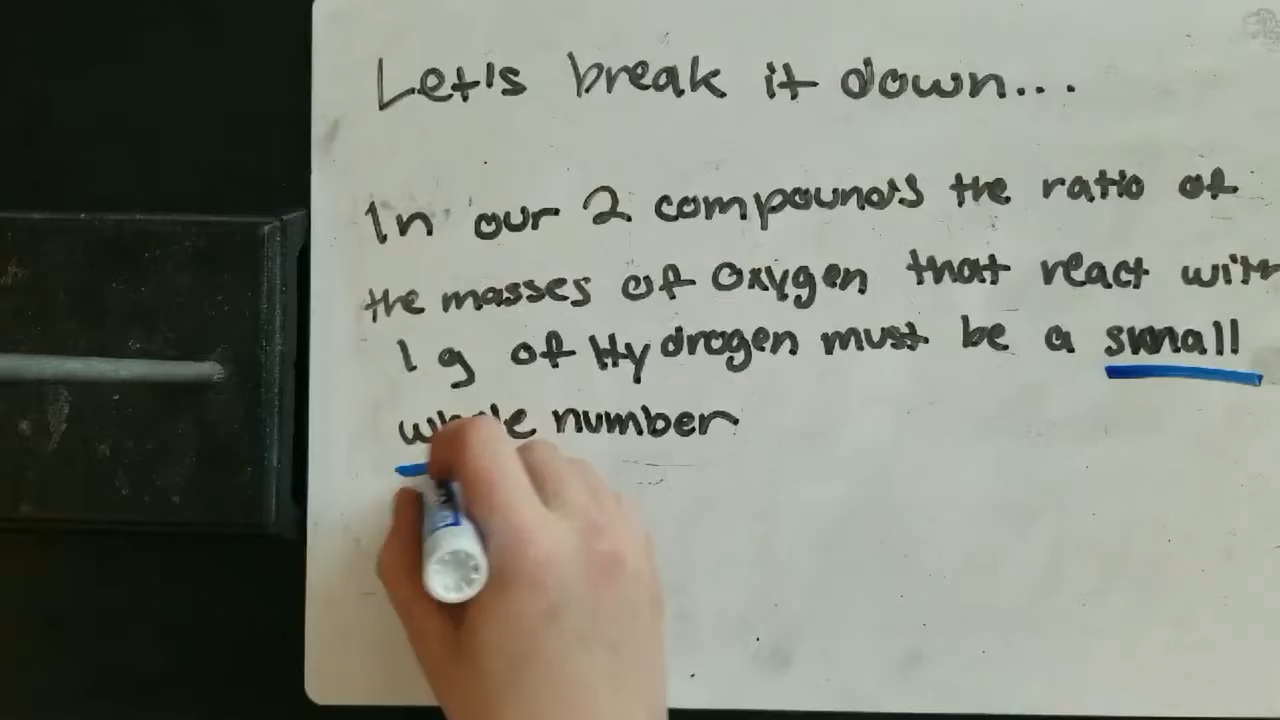 Let's break it down...
In our 2 compounds the ratio of
the masses of oxygen that react with
1 g of Hydrogen must be a small
whole number